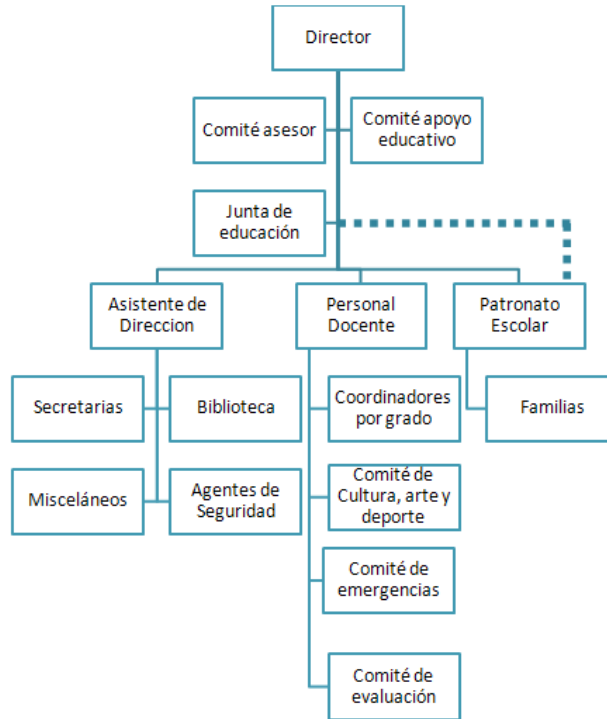 Director
Comité asesor
Comité apoyo
educativo
Junta de
educación
Asistente de
Direccion
Personal
Docente
Patronato
Escolar
Secretarias
Biblioteca
Coordinadores
por grado
Familias
Misceláneos
Agentes de
Seguridad
Comité de
Cultura, arte y
deporte
Comité de
emergencias
Comité de
evaluación